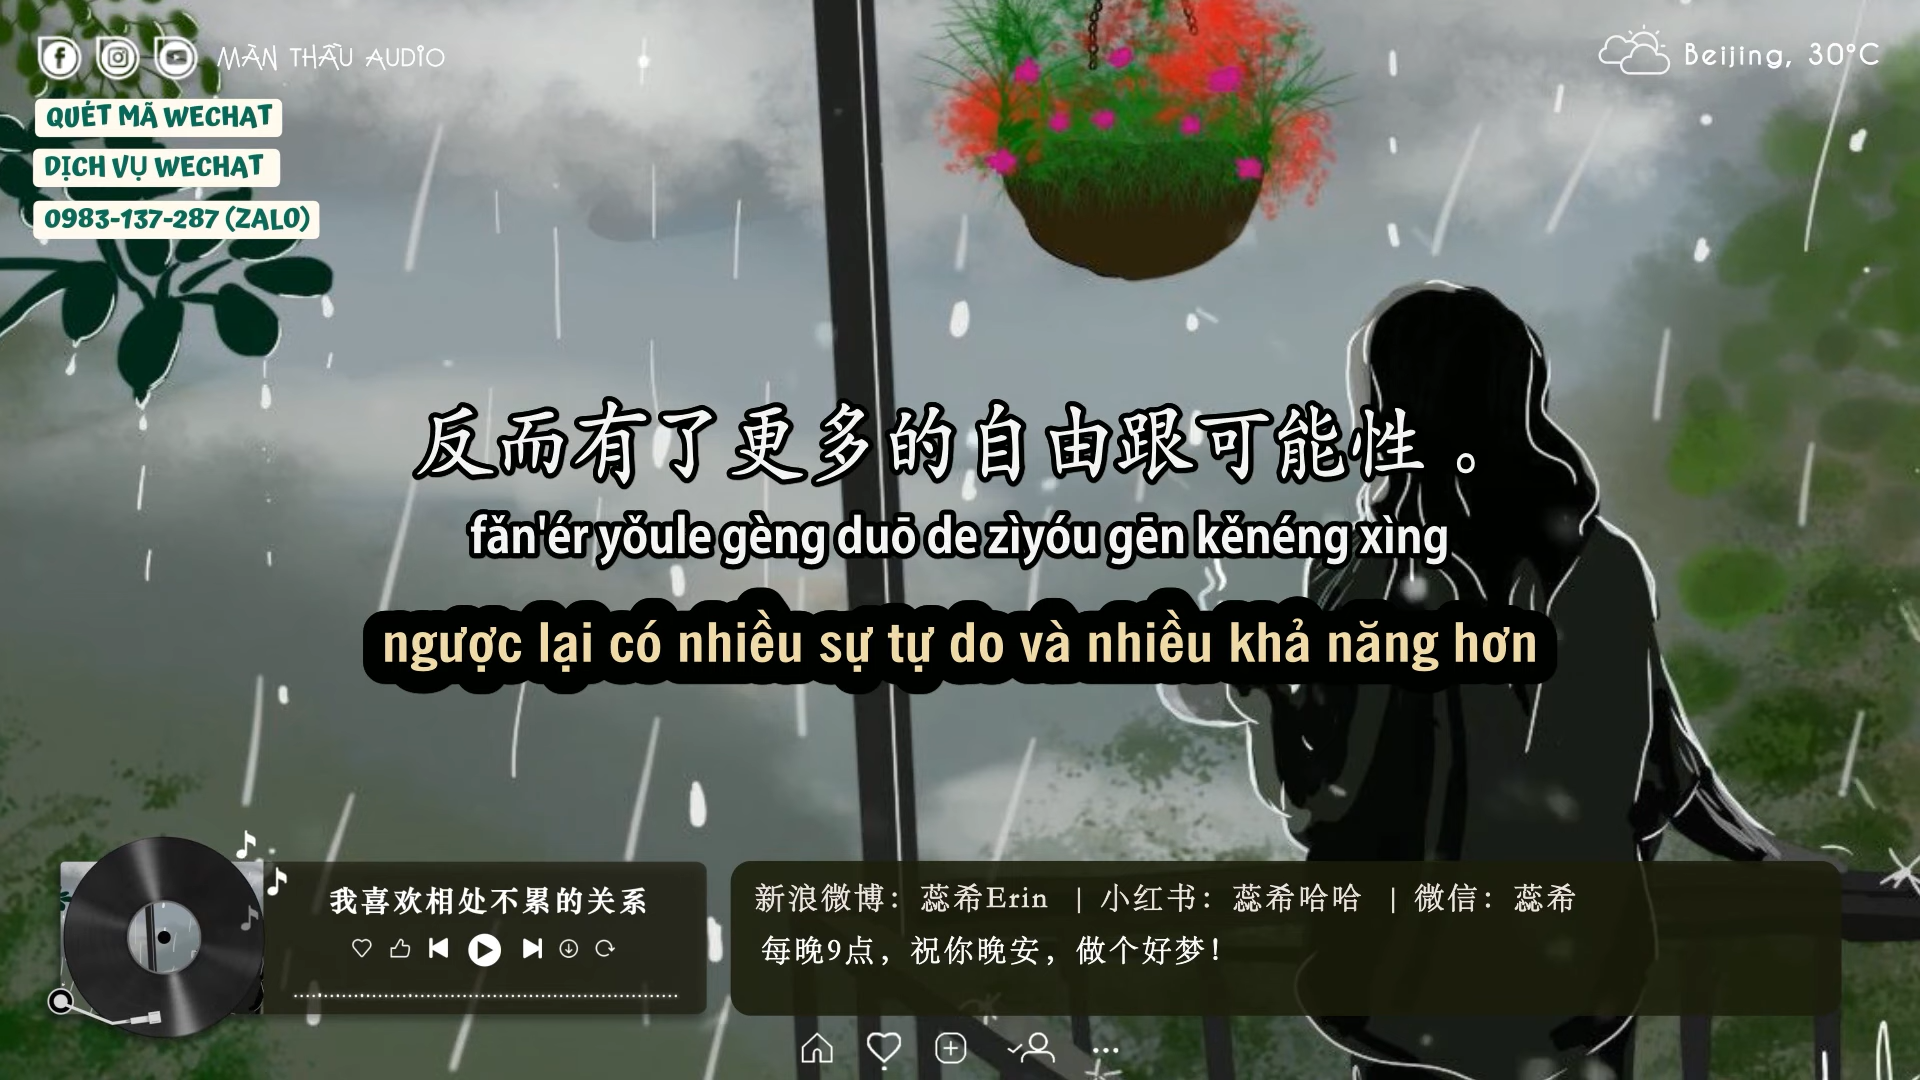 MÀN THẦU AUDIO
Beijing, 30°C
QUÉT MÃ WECHAT
DỊCH VỤ WECHAT
0983-137-287 (ZALO)
反而有了更多的自由跟可能性。
fǎn'ér yǒule gèng duō de zìyóu gēn kěnéng xìng
ngược lại có nhiều sự tự do và nhiều khả năng hơn
我喜欢相处不累的关系
新浪微博：蕊希Erin | 小红书：蕊希哈哈 | 微信：蕊希
每晚9点，祝你晚安，做个好梦！